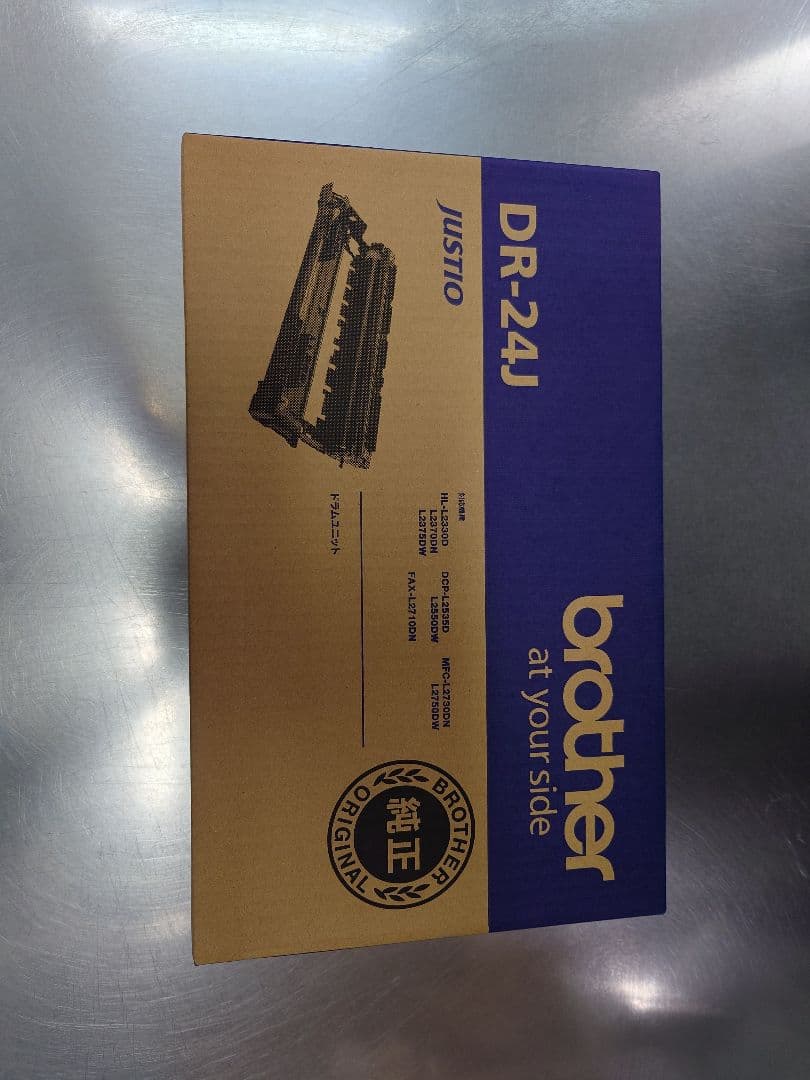 DR-24J
brother
at your side
JUSTIO
対応機種
HL-L2330D
L2370DN
L2375DW
DCP-L2535D
L2550DW
FAX-L2710DN
MFC-L2730DN
L2750DW
ドラムユニット
BROTHER
純正
ORIGINAL